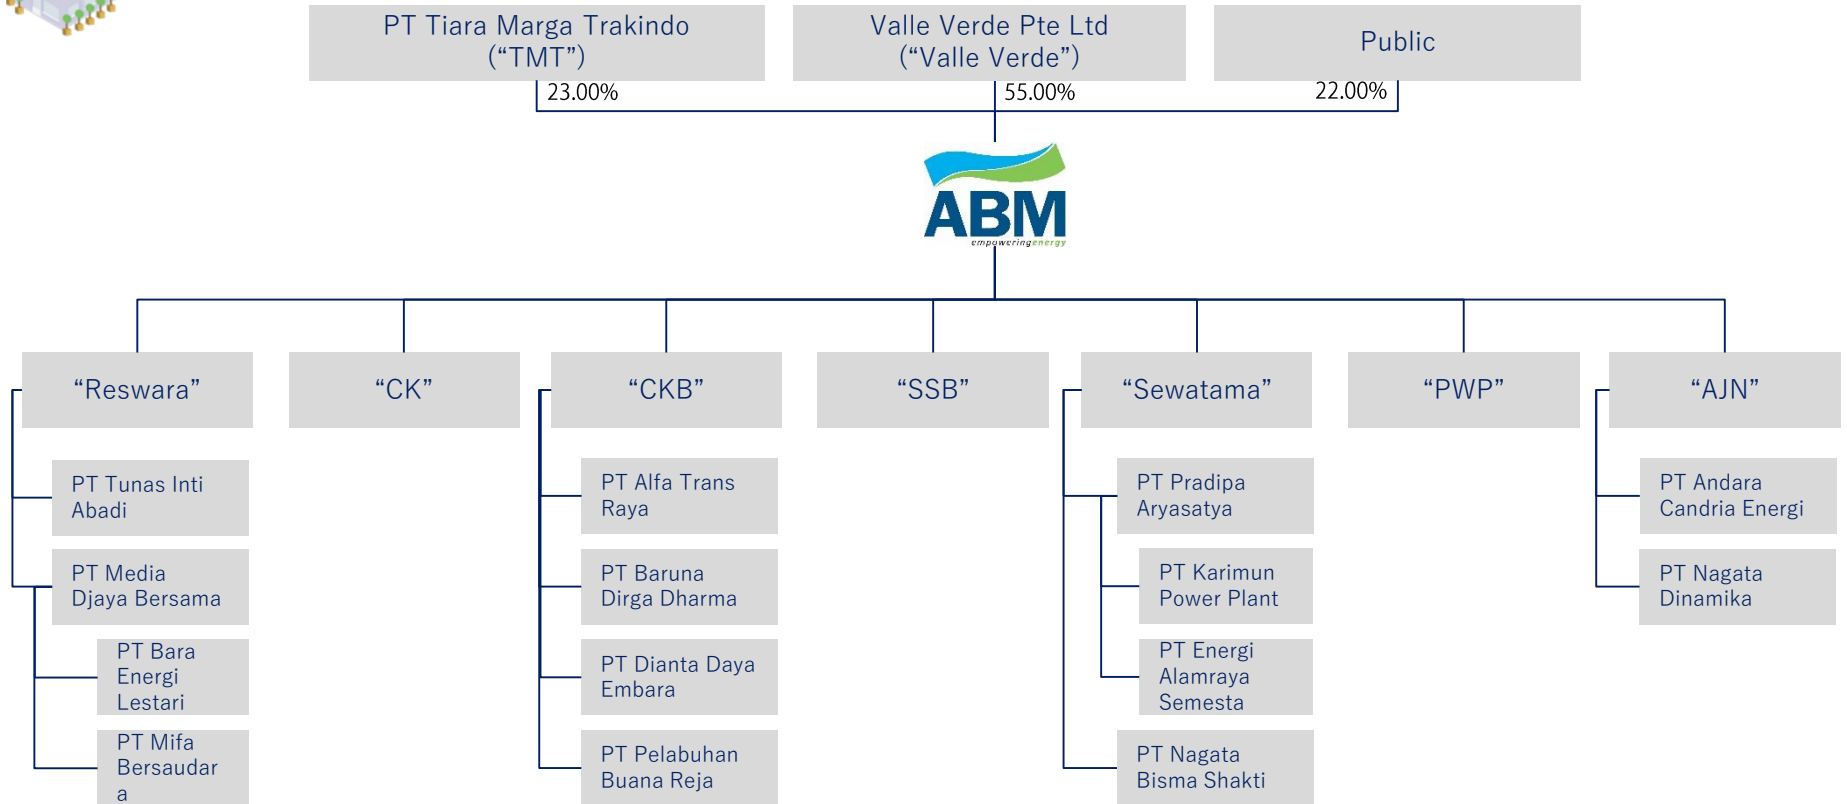 PT Tiara Marga Trakindo
(“TMT”)
Valle Verde Pte Ltd
(“Valle Verde”)
Public
23.00%
55.00%
22.00%
ABM
empoweringenergy
“Reswara”
“CK”
“CKB”
“SSB”
“Sewatama”
“PWP”
“AJN”
PT Tunas Inti
Abadi
PT Media
Djaya Bersama
PT Bara
Energi
Lestari
PT Mifa
Bersaudar
a
PT Alfa Trans
Raya
PT Baruna
Dirga Dharma
PT Dianta Daya
Embara
PT Pelabuhan
Buana Reja
PT Pradipa
Aryasatya
PT Karimun
Power Plant
PT Energi
Alamraya
Semesta
PT Nagata
Bisma Shakti
PT Andara
Candria Energi
PT Nagata
Dinamika